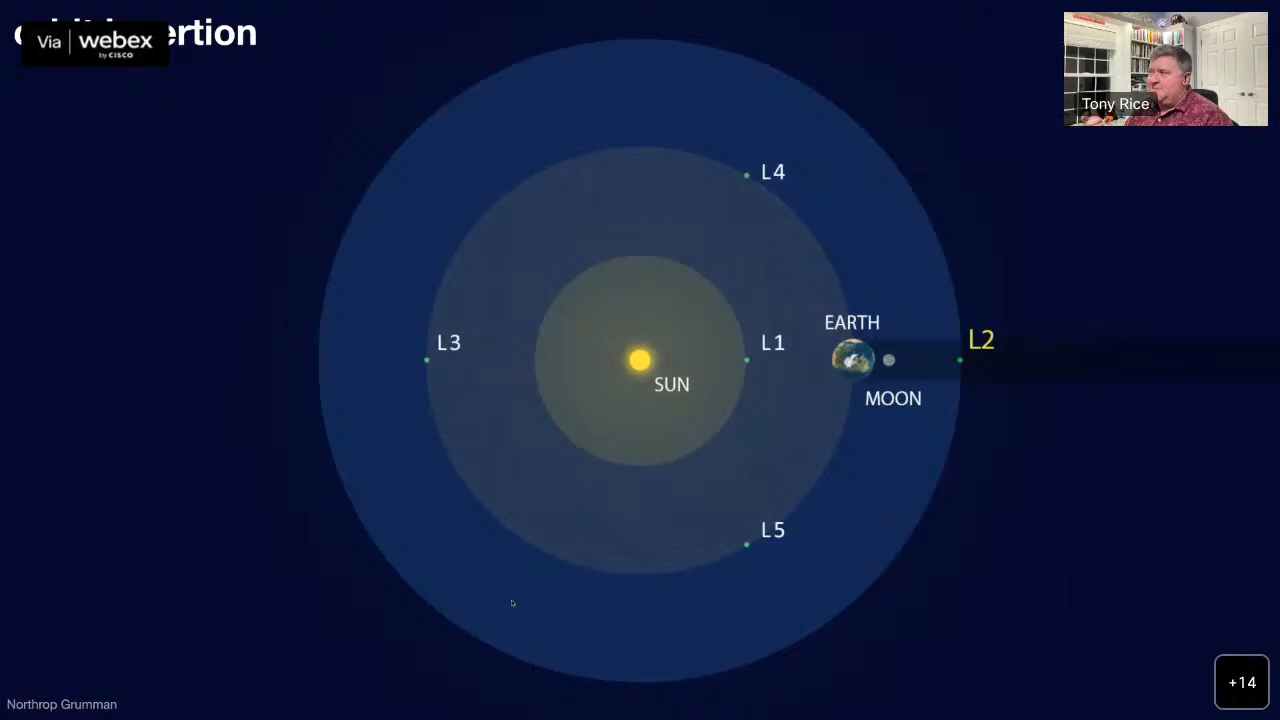 ertion
Via | webex
by CISCO
Tony Rice
L4
EARTH
L3
L1
L2
SUN
MOON
L5
+14
Northrop Grumman